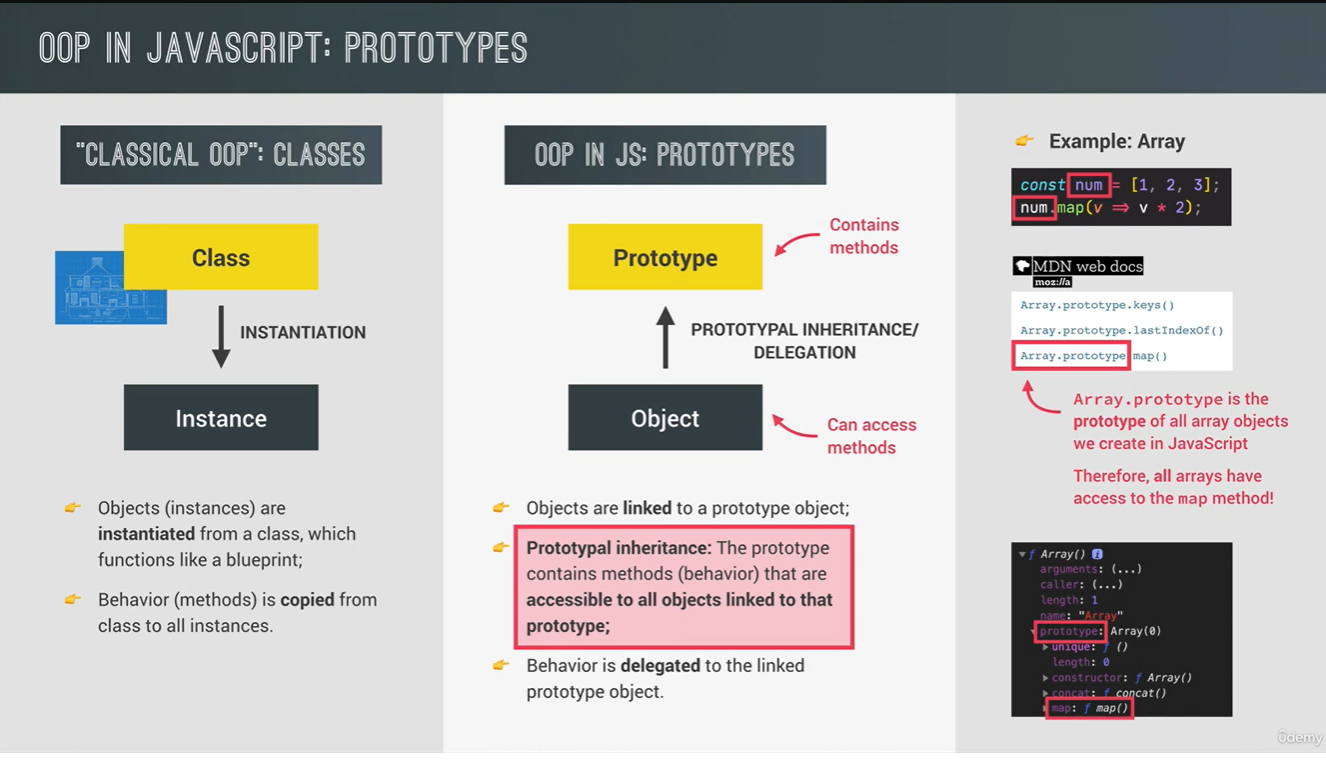 OOP IN JAVASCRIPT: PROTOTYPES
"CLASSICAL OOP": CLASSES
Class
INSTANTIATION
Instance
👉 Objects (instances) are
instantiated from a class, which
functions like a blueprint;
👉 Behavior (methods) is copied from
class to all instances.
OOP IN JS: PROTOTYPES
Prototype
Contains
methods
PROTOTYPAL INHERITANCE/
DELEGATION
Object
Can access
methods
👉 Objects are linked to a prototype object;
👉 Prototypal inheritance: The prototype
contains methods (behavior) that are
accessible to all objects linked to that
prototype;
👉 Behavior is delegated to the linked
prototype object.
👉 Example: Array
const num = [1, 2, 3];
num.map(v => v * 2);
MDN web docs
moz://a
Array.prototype.keys()
Array.prototype.lastIndexOf()
Array.prototype.map()
Array.prototype is the
prototype of all array objects
we create in JavaScript
Therefore, all arrays have
access to the map method!
▼ƒ Array() i
arguments: (...)
caller: (...)
length: 1
name: "Array"
▼prototype: Array(0)
▶unique: ƒ ()
length: 0
▶constructor: ƒ Array()
▶concat: ƒ concat()
▶map: ƒ map()
ûdemy